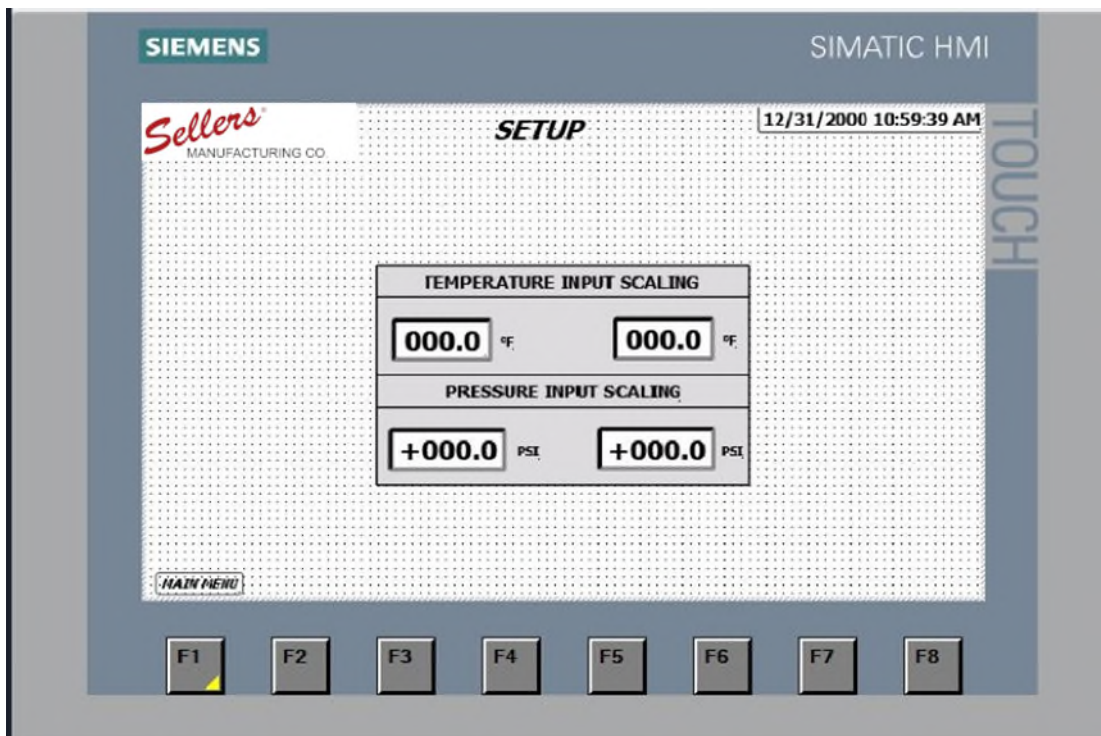 SIEMENS
SIMATIC HMI
TOUCH
Sellers®
MANUFACTURING CO.
SETUP
12/31/2000 10:59:39 AM
TEMPERATURE INPUT SCALING
000.0 °F 000.0 °F
PRESSURE INPUT SCALING
+000.0 PSI +000.0 PSI
MAIN MENU
F1 F2 F3 F4 F5 F6 F7 F8